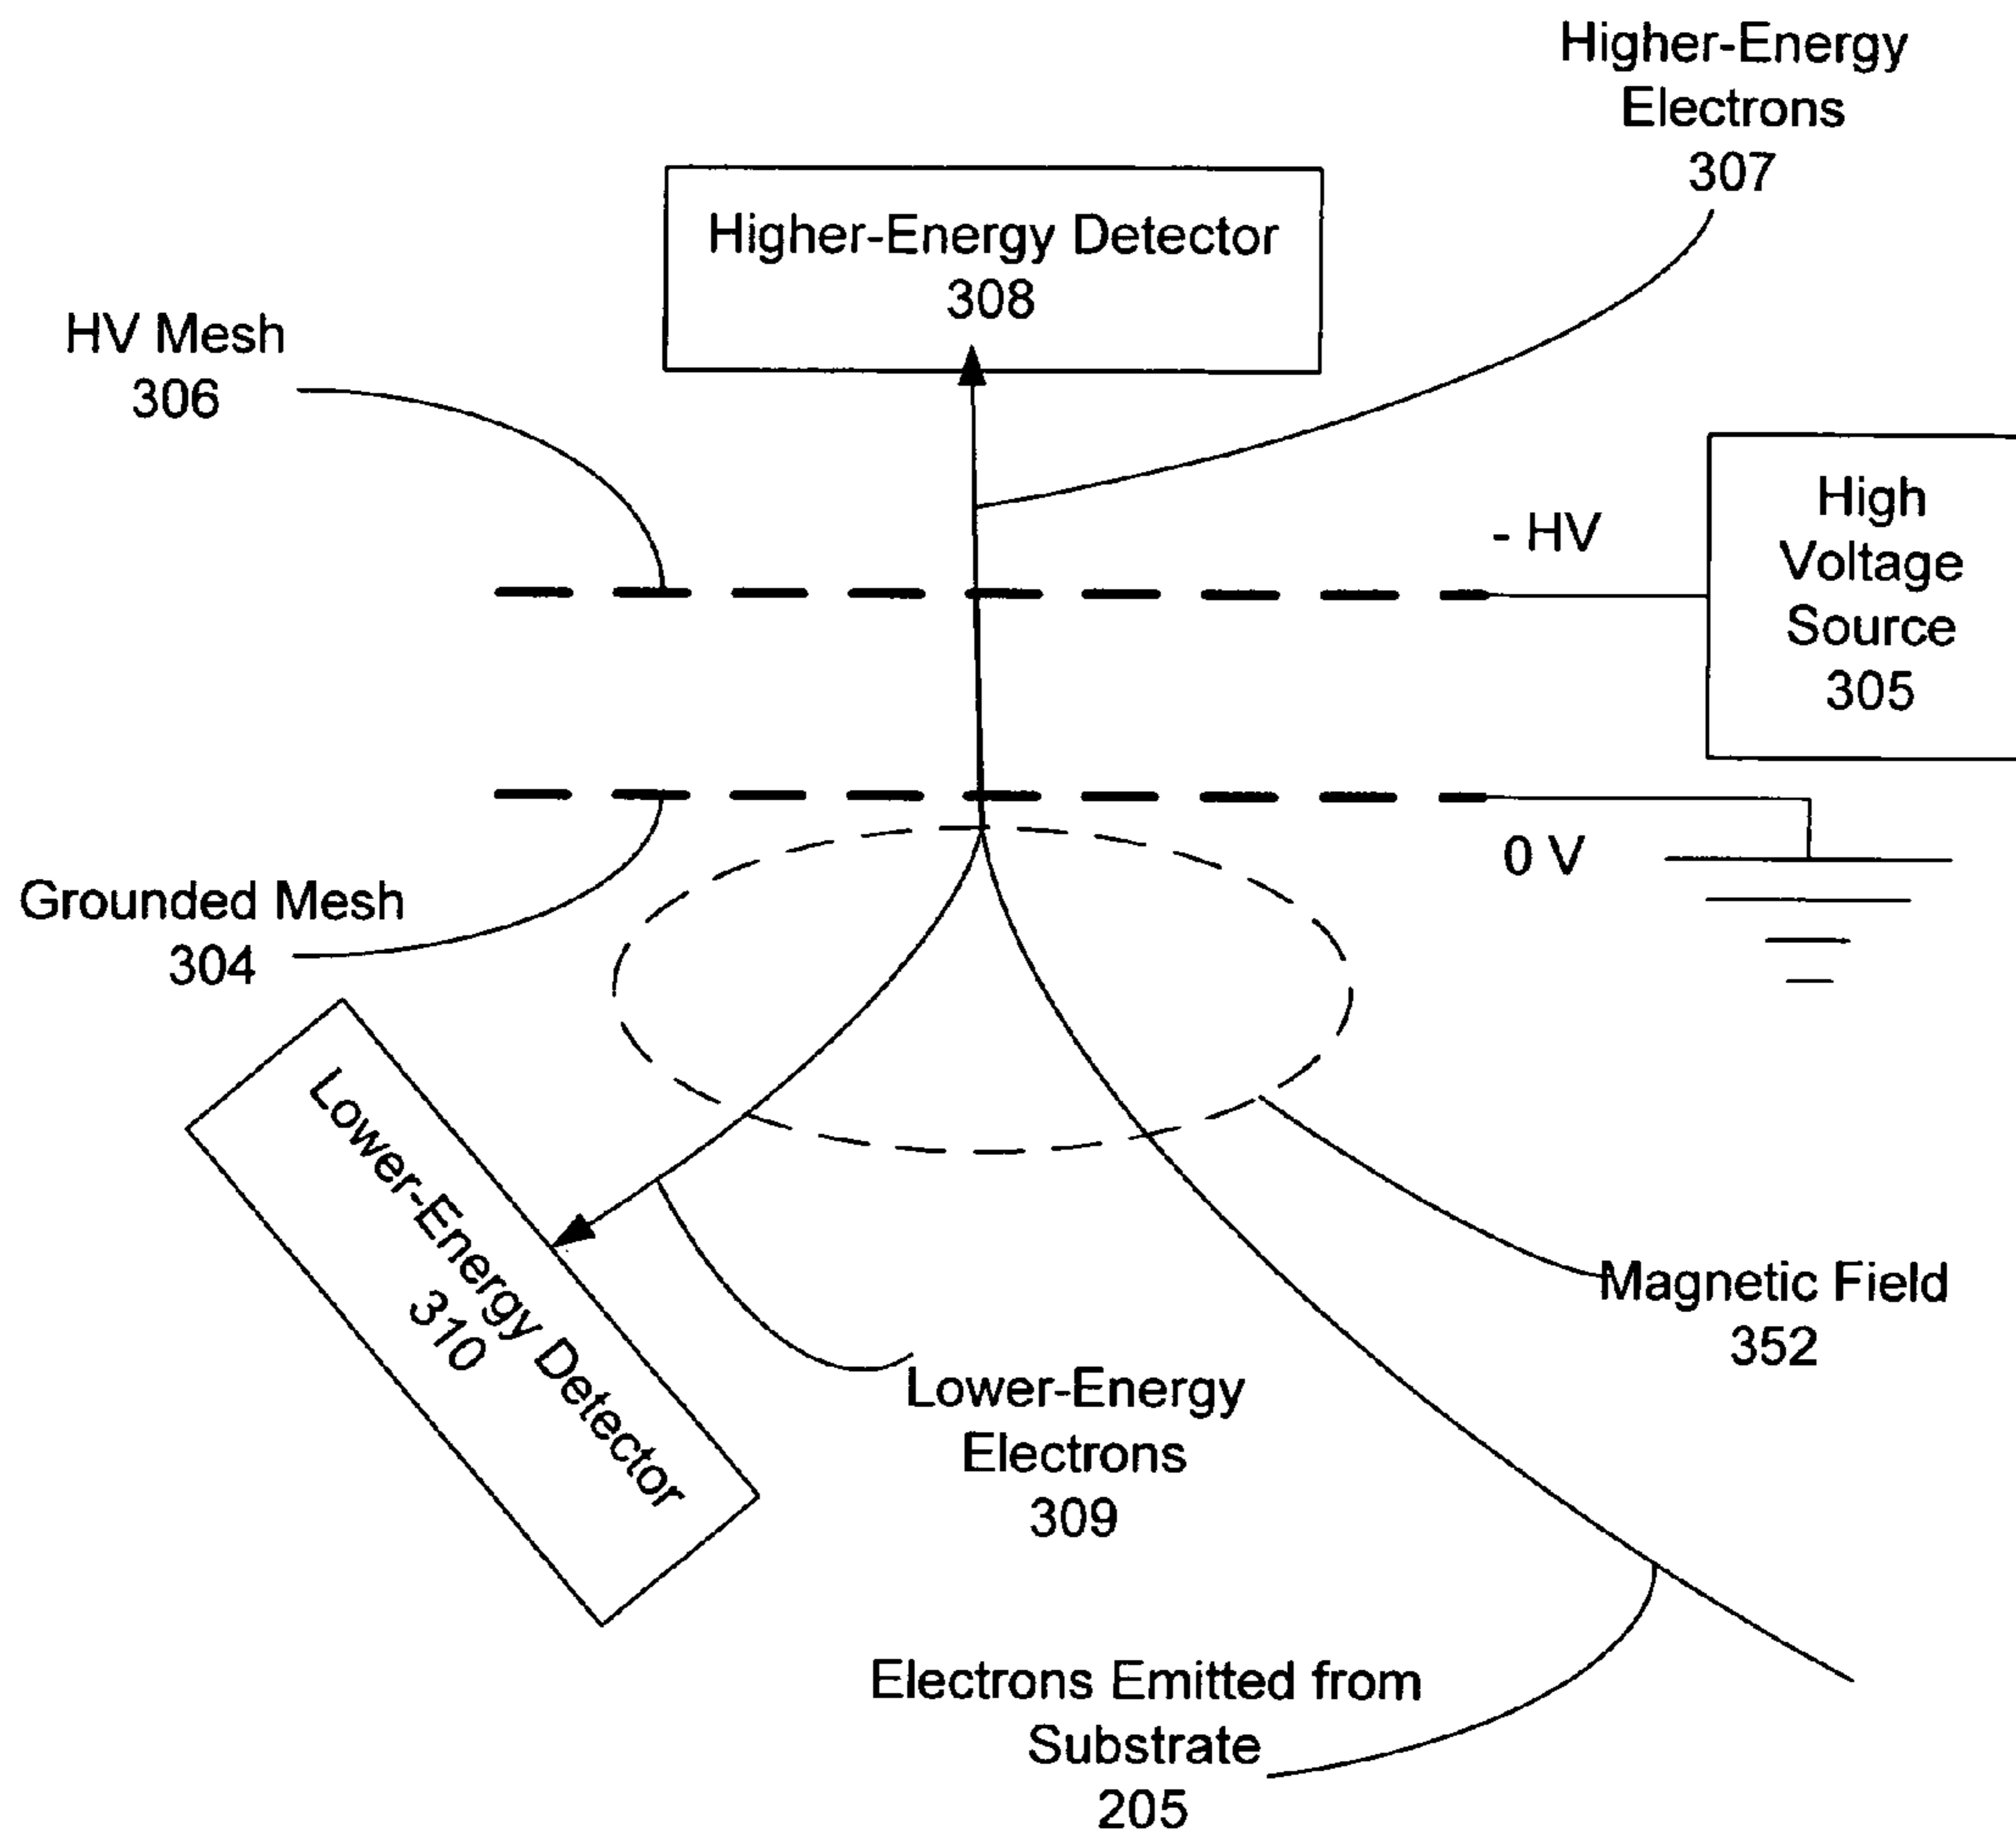 Higher-Energy
Electrons
307
Higher-Energy Detector
308
HV Mesh
306
- HV
High
Voltage
Source
305
Grounded Mesh
304
0 V
Lower-Energy Detector
310
Magnetic Field
352
Lower-Energy
Electrons
309
Electrons Emitted from
Substrate
205